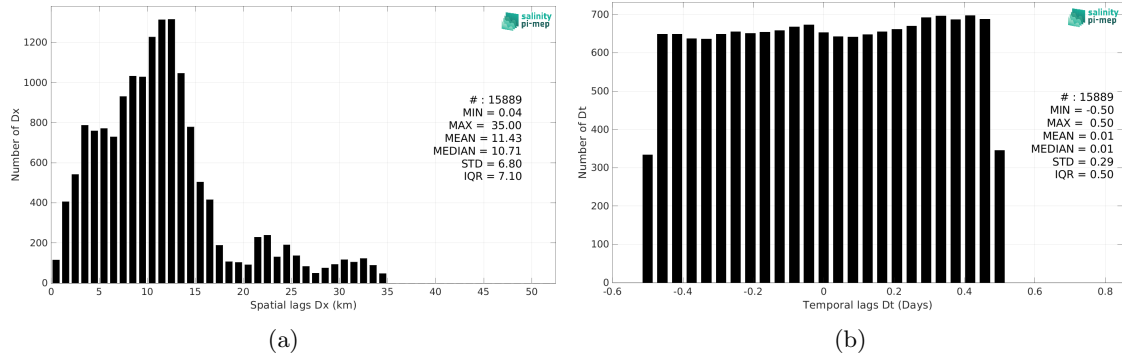 1200
1000
800
600
400
200
0
0 5 10 15 20 25 30 35 40 45 50
Number of Dx
Spatial lags Dx (km)
salinity
pi-mep
# : 15889
MIN = 0.04
MAX = 35.00
MEAN = 11.43
MEDIAN = 10.71
STD = 6.80
IQR = 7.10
(a)
700
600
500
400
300
200
100
0
-0.6 -0.4 -0.2 0 0.2 0.4 0.6 0.8
Number of Dt
Temporal lags Dt (Days)
salinity
pi-mep
# : 15889
MIN = -0.50
MAX = 0.50
MEAN = 0.01
MEDIAN = 0.01
STD = 0.29
IQR = 0.50
(b)